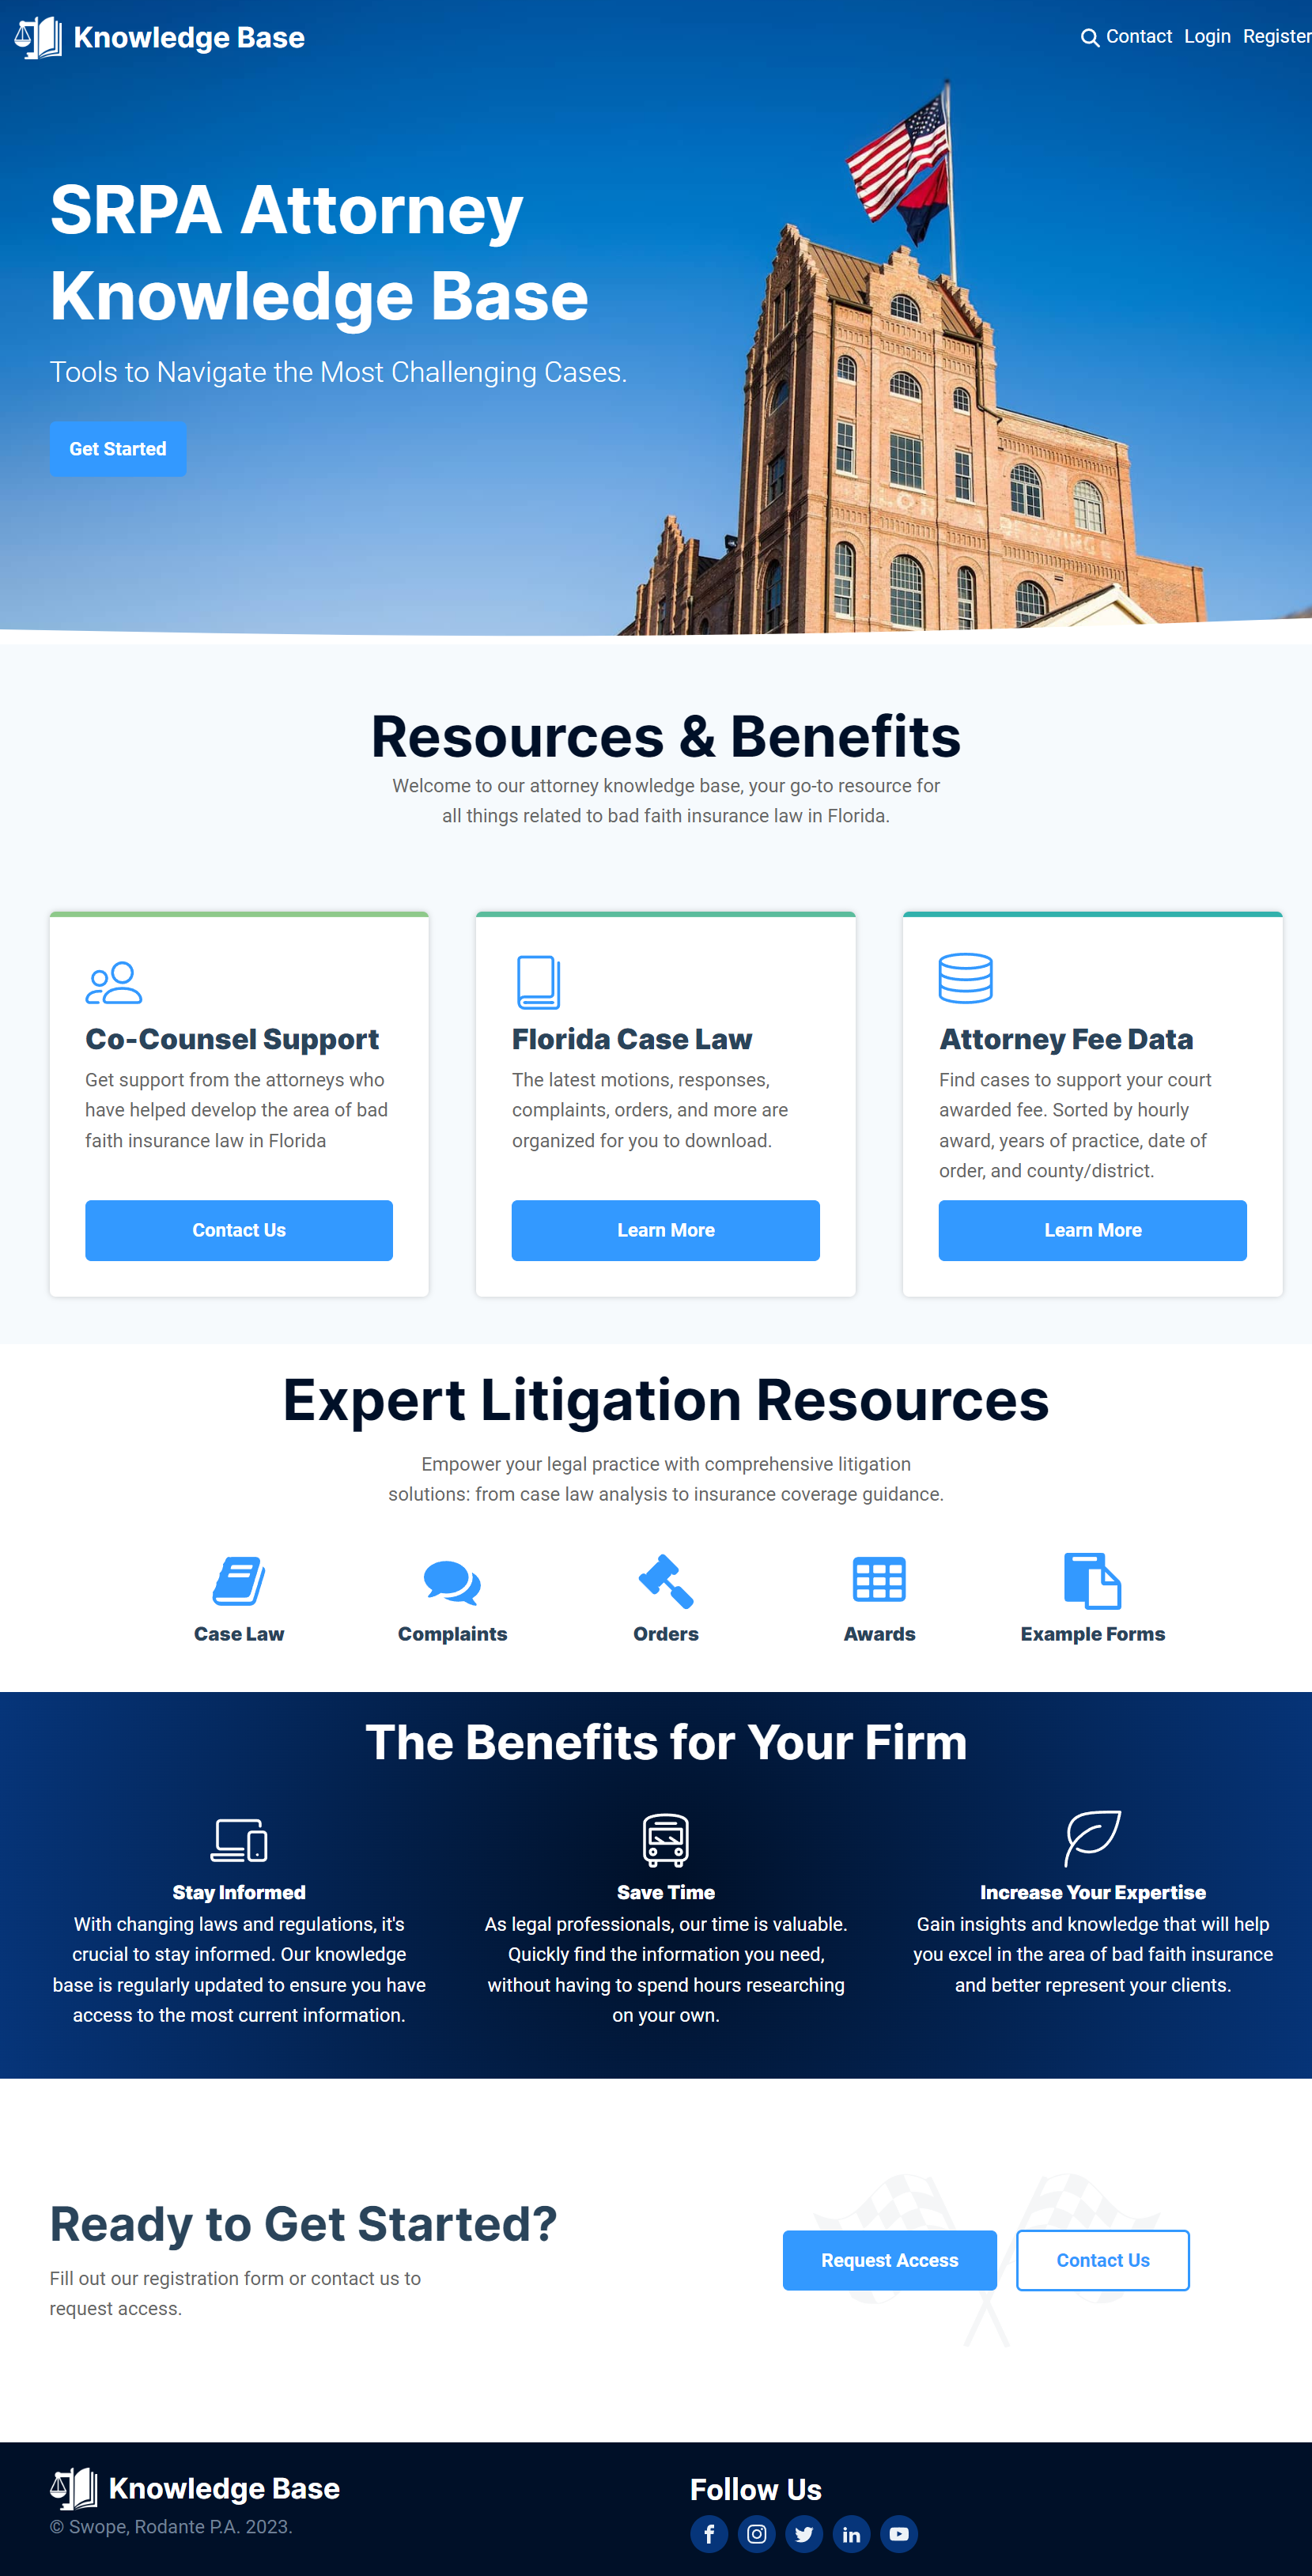 Knowledge Base
Contact Login Register
SRPA Attorney
Knowledge Base
Tools to Navigate the Most Challenging Cases.
Get Started
Resources & Benefits
Welcome to our attorney knowledge base, your go-to resource for
all things related to bad faith insurance law in Florida.
Co-Counsel Support
Get support from the attorneys who
have helped develop the area of bad
faith insurance law in Florida
Contact Us
Florida Case Law
The latest motions, responses,
complaints, orders, and more are
organized for you to download.
Learn More
Attorney Fee Data
Find cases to support your court
awarded fee. Sorted by hourly
award, years of practice, date of
order, and county/district.
Learn More
Expert Litigation Resources
Empower your legal practice with comprehensive litigation
solutions: from case law analysis to insurance coverage guidance.
Case Law
Complaints
Orders
Awards
Example Forms
The Benefits for Your Firm
Stay Informed
With changing laws and regulations, it's
crucial to stay informed. Our knowledge
base is regularly updated to ensure you have
access to the most current information.
Save Time
As legal professionals, our time is valuable.
Quickly find the information you need,
without having to spend hours researching
on your own.
Increase Your Expertise
Gain insights and knowledge that will help
you excel in the area of bad faith insurance
and better represent your clients.
Ready to Get Started?
Fill out our registration form or contact us to
request access.
Request Access
Contact Us
Knowledge Base
© Swope, Rodante P.A. 2023.
Follow Us